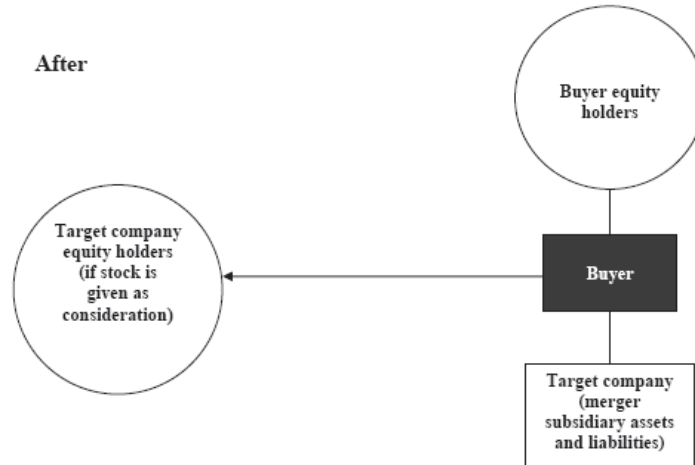 After
Buyer equity
holders
Target company
equity holders
(if stock is
given as
consideration)
Buyer
Target company
(merger
subsidiary assets
and liabilities)